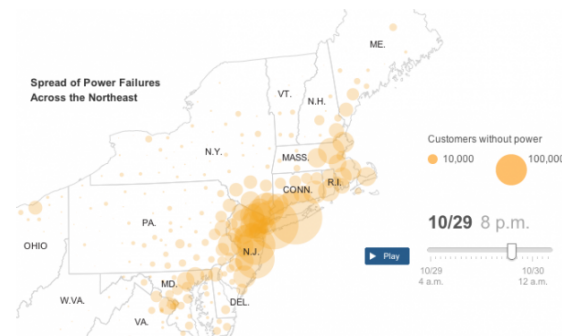 ME.
Spread of Power Failures
Across the Northeast
VT.
N.H.
N.Y.
MASS.
CONN.
R.I.
PA.
OHIO
N.J.
MD.
W.VA.
DEL.
VA.
Customers without power
10,000
100,000
10/29 8 p.m.
Play
10/29
4 a.m.
10/30
12 a.m.